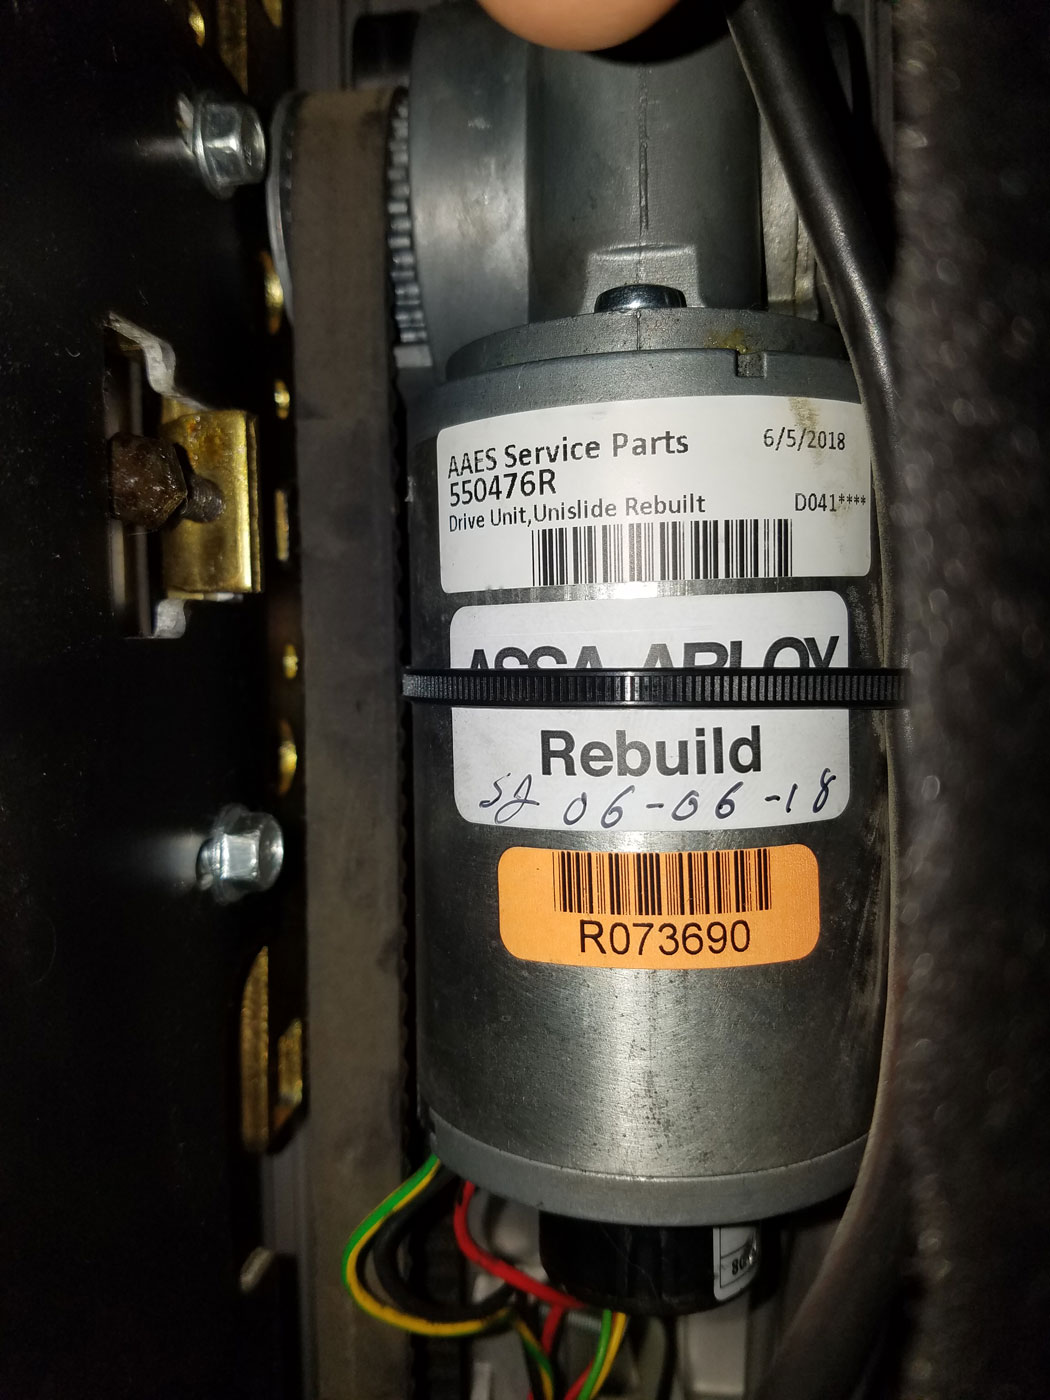 AAES Service Parts 6/5/2018
550476R
Drive Unit,Unislide Rebuilt D041****
ASSA ABLOY
Rebuild
SJ 06-06-18
R073690